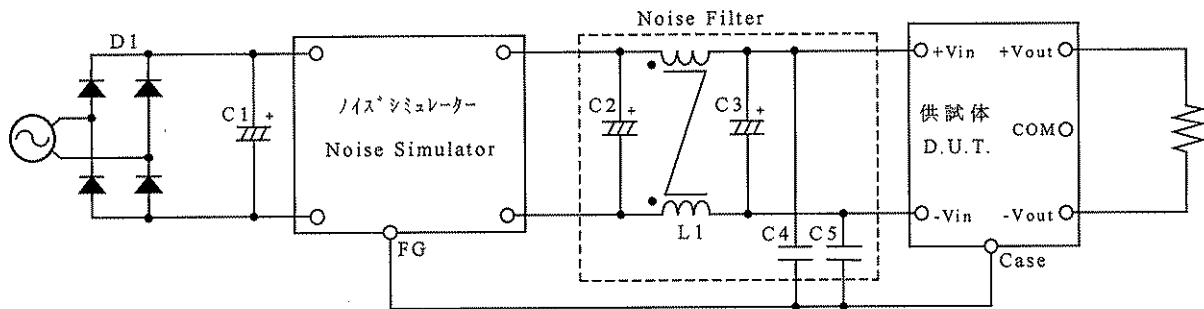 Noise Filter
D1
C1
+
ノイズシミュレーター
Noise Simulator
FG
C2
+
C3
+
L1
C4
C5
+Vin
+Vout
供試体
COM
D.U.T.
-Vin
-Vout
Case